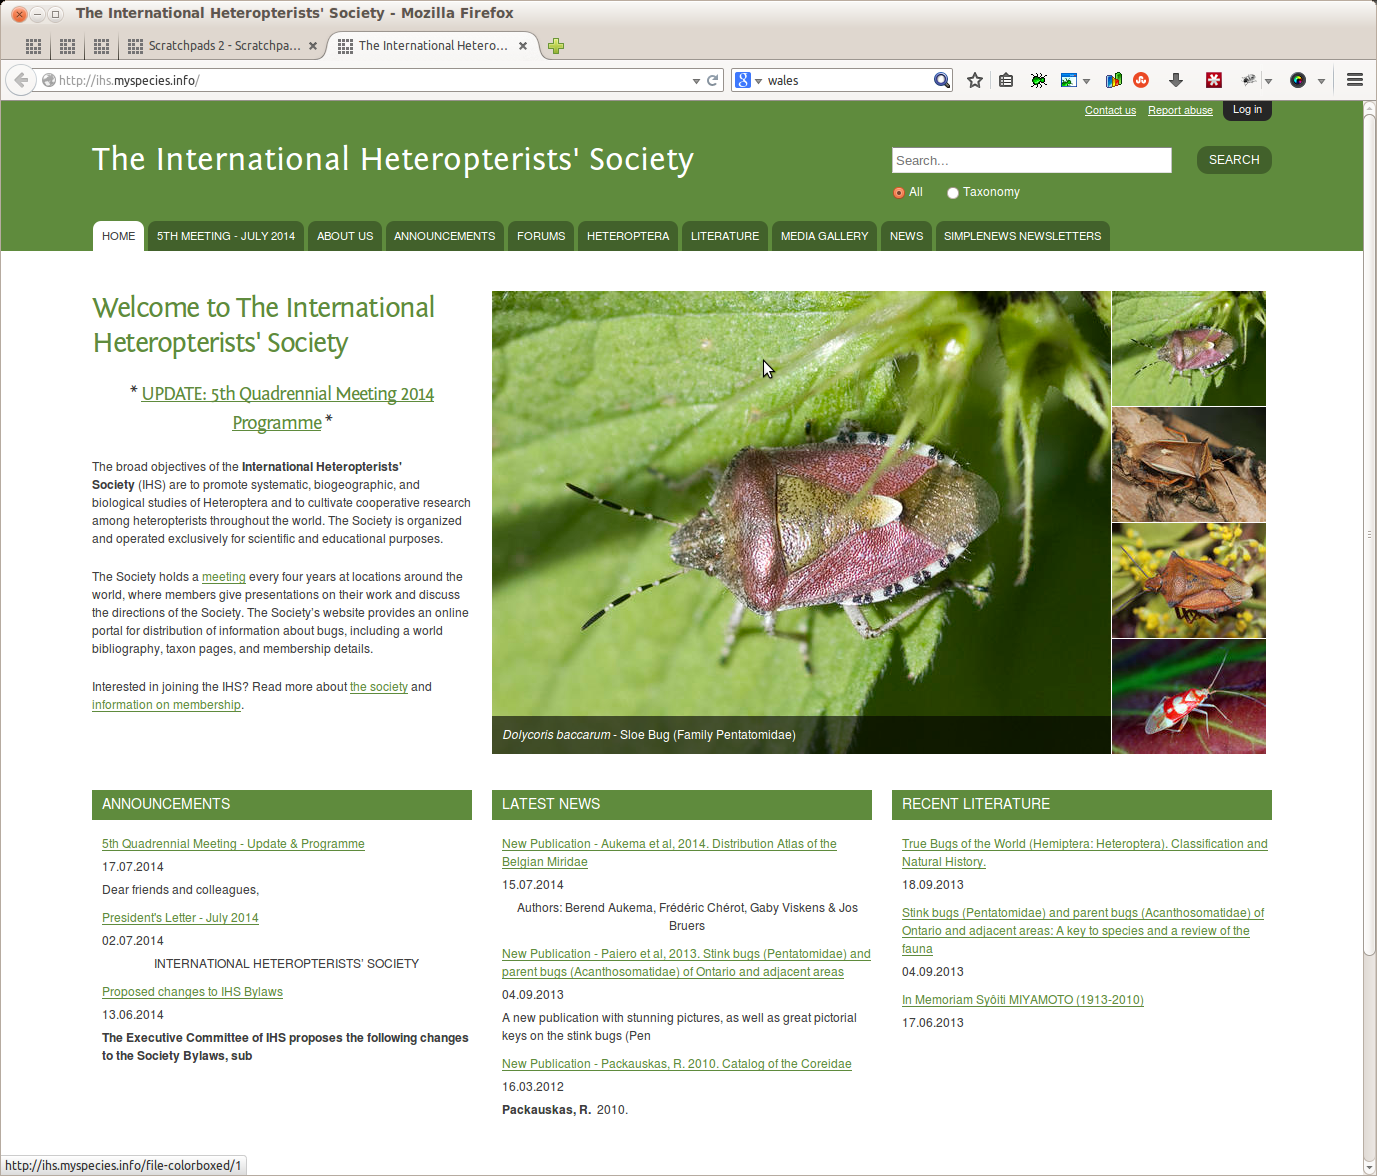 The International Heteropterists' Society - Mozilla Firefox
Scratchpads 2 - Scratchpa...
The International Hetero...
http://ihs.myspecies.info/
wales
Contact us
Report abuse
Log in
The International Heteropterists' Society
Search...
SEARCH
All
Taxonomy
HOME
5TH MEETING - JULY 2014
ABOUT US
ANNOUNCEMENTS
FORUMS
HETEROPTERA
LITERATURE
MEDIA GALLERY
NEWS
SIMPLENEWS NEWSLETTERS
Welcome to The International
Heteropterists' Society
* UPDATE: 5th Quadrennial Meeting 2014
Programme *
The broad objectives of the International Heteropterists'
Society (IHS) are to promote systematic, biogeographic, and
biological studies of Heteroptera and to cultivate cooperative research
among heteropterists throughout the world. The Society is organized
and operated exclusively for scientific and educational purposes.
The Society holds a meeting every four years at locations around the
world, where members give presentations on their work and discuss
the directions of the Society. The Society's website provides an online
portal for distribution of information about bugs, including a world
bibliography, taxon pages, and membership details.
Interested in joining the IHS? Read more about the society and
information on membership.
Dolycoris baccarum - Sloe Bug (Family Pentatomidae)
ANNOUNCEMENTS
5th Quadrennial Meeting - Update & Programme
17.07.2014
Dear friends and colleagues,
President's Letter - July 2014
02.07.2014
INTERNATIONAL HETEROPTERISTS' SOCIETY
Proposed changes to IHS Bylaws
13.06.2014
The Executive Committee of IHS proposes the following changes
to the Society Bylaws, sub
LATEST NEWS
New Publication - Aukema et al, 2014. Distribution Atlas of the
Belgian Miridae
15.07.2014
Authors: Berend Aukema, Frédéric Chérot, Gaby Viskens & Jos
Bruers
New Publication - Paiero et al, 2013. Stink bugs (Pentatomidae) and
parent bugs (Acanthosomatidae) of Ontario and adjacent areas
04.09.2013
A new publication with stunning pictures, as well as great pictorial
keys on the stink bugs (Pen
New Publication - Packauskas, R. 2010. Catalog of the Coreidae
16.03.2012
Packauskas, R. 2010.
RECENT LITERATURE
True Bugs of the World (Hemiptera: Heteroptera). Classification and
Natural History.
18.09.2013
Stink bugs (Pentatomidae) and parent bugs (Acanthosomatidae) of
Ontario and adjacent areas: A key to species and a review of the
fauna
04.09.2013
In Memoriam Syôiti MIYAMOTO (1913-2010)
17.06.2013
http://ihs.myspecies.info/file-colorboxed/1